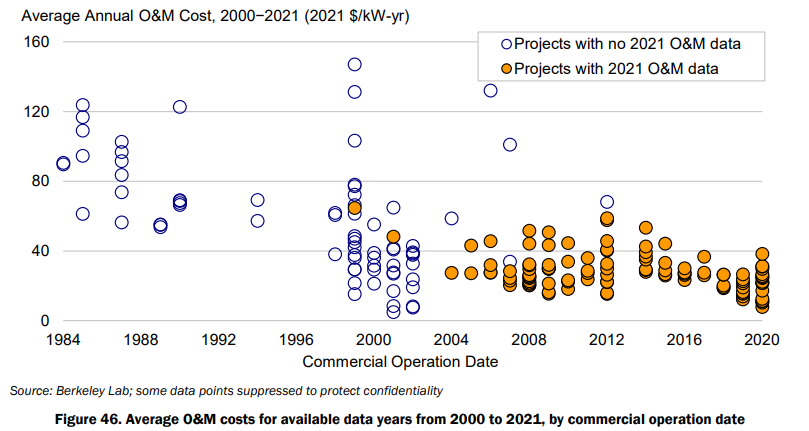 Average Annual O&M Cost, 2000−2021 (2021 $/kW-yr)
160
Projects with no 2021 O&M data
Projects with 2021 O&M data
120
80
40
0
1984 1988 1992 1996 2000 2004 2008 2012 2016 2020
Commercial Operation Date
Source: Berkeley Lab; some data points suppressed to protect confidentiality
Figure 46. Average O&M costs for available data years from 2000 to 2021, by commercial operation date